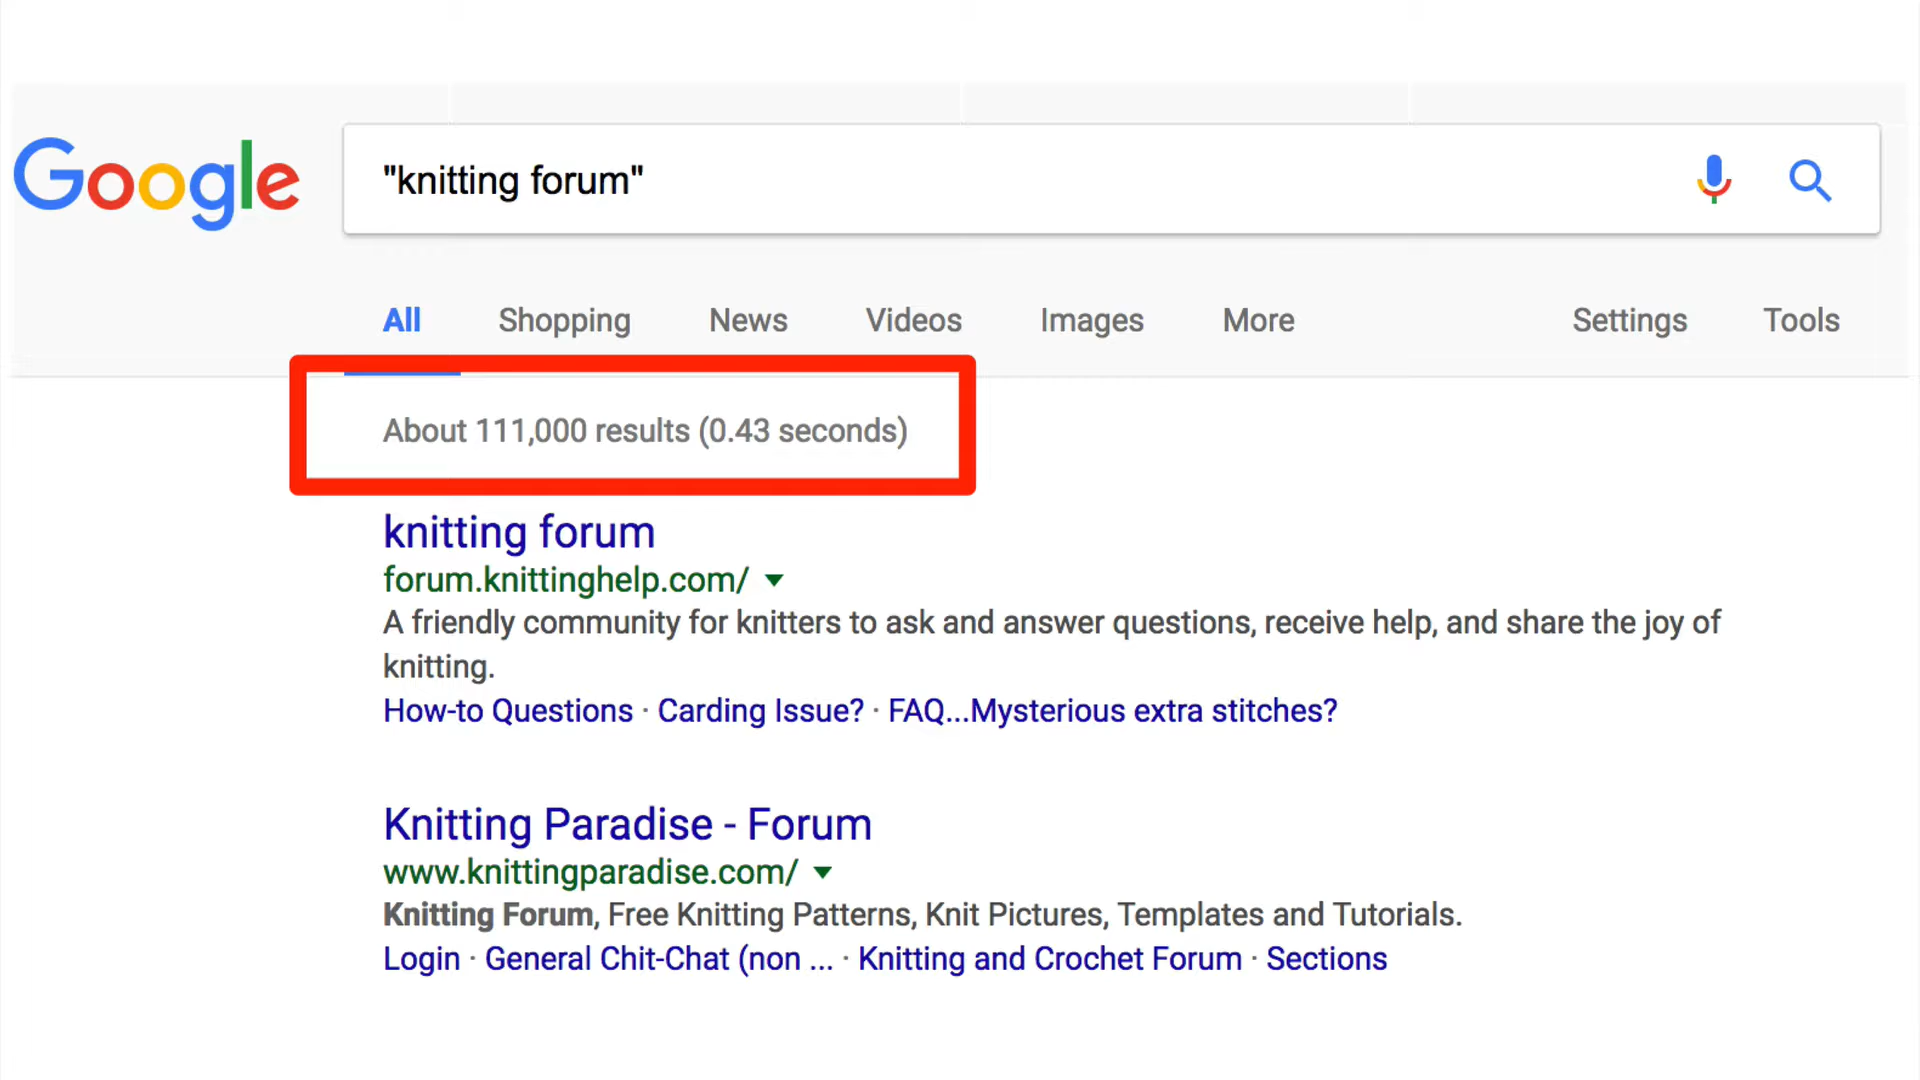 Google
"knitting forum"
All Shopping News Videos Images More Settings Tools
About 111,000 results (0.43 seconds)
knitting forum
forum.knittinghelp.com/
A friendly community for knitters to ask and answer questions, receive help, and share the joy of
knitting.
How-to Questions · Carding Issue? · FAQ...Mysterious extra stitches?
Knitting Paradise - Forum
www.knittingparadise.com/
Knitting Forum, Free Knitting Patterns, Knit Pictures, Templates and Tutorials.
Login · General Chit-Chat (non ... · Knitting and Crochet Forum · Sections